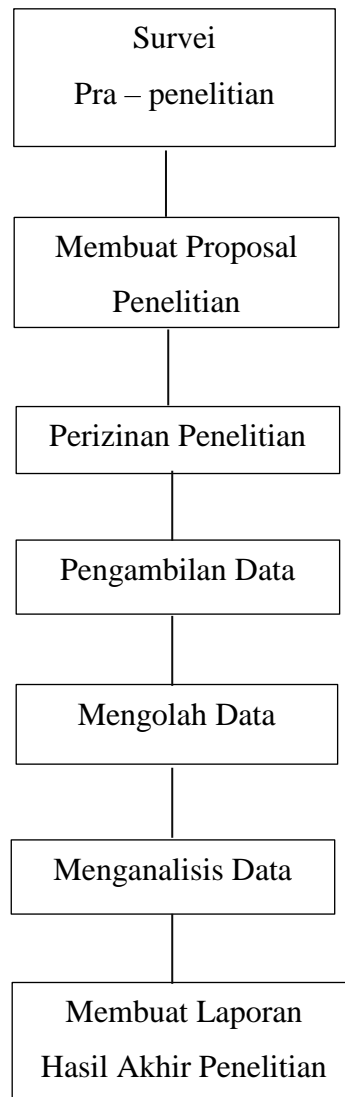 Survei
Pra – penelitian
Membuat Proposal
Penelitian
Perizinan Penelitian
Pengambilan Data
Mengolah Data
Menganalisis Data
Membuat Laporan
Hasil Akhir Penelitian